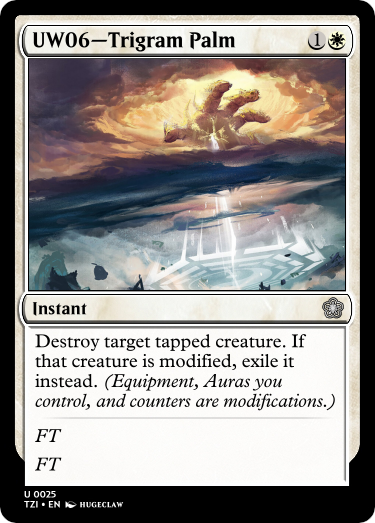 UW06—Trigram Palm 1
Instant
Destroy target tapped creature. If
that creature is modified, exile it
instead. (Equipment, Auras you
control, and counters are modifications.)
FT
FT
U 0025
TZI • EN HUGECLAW